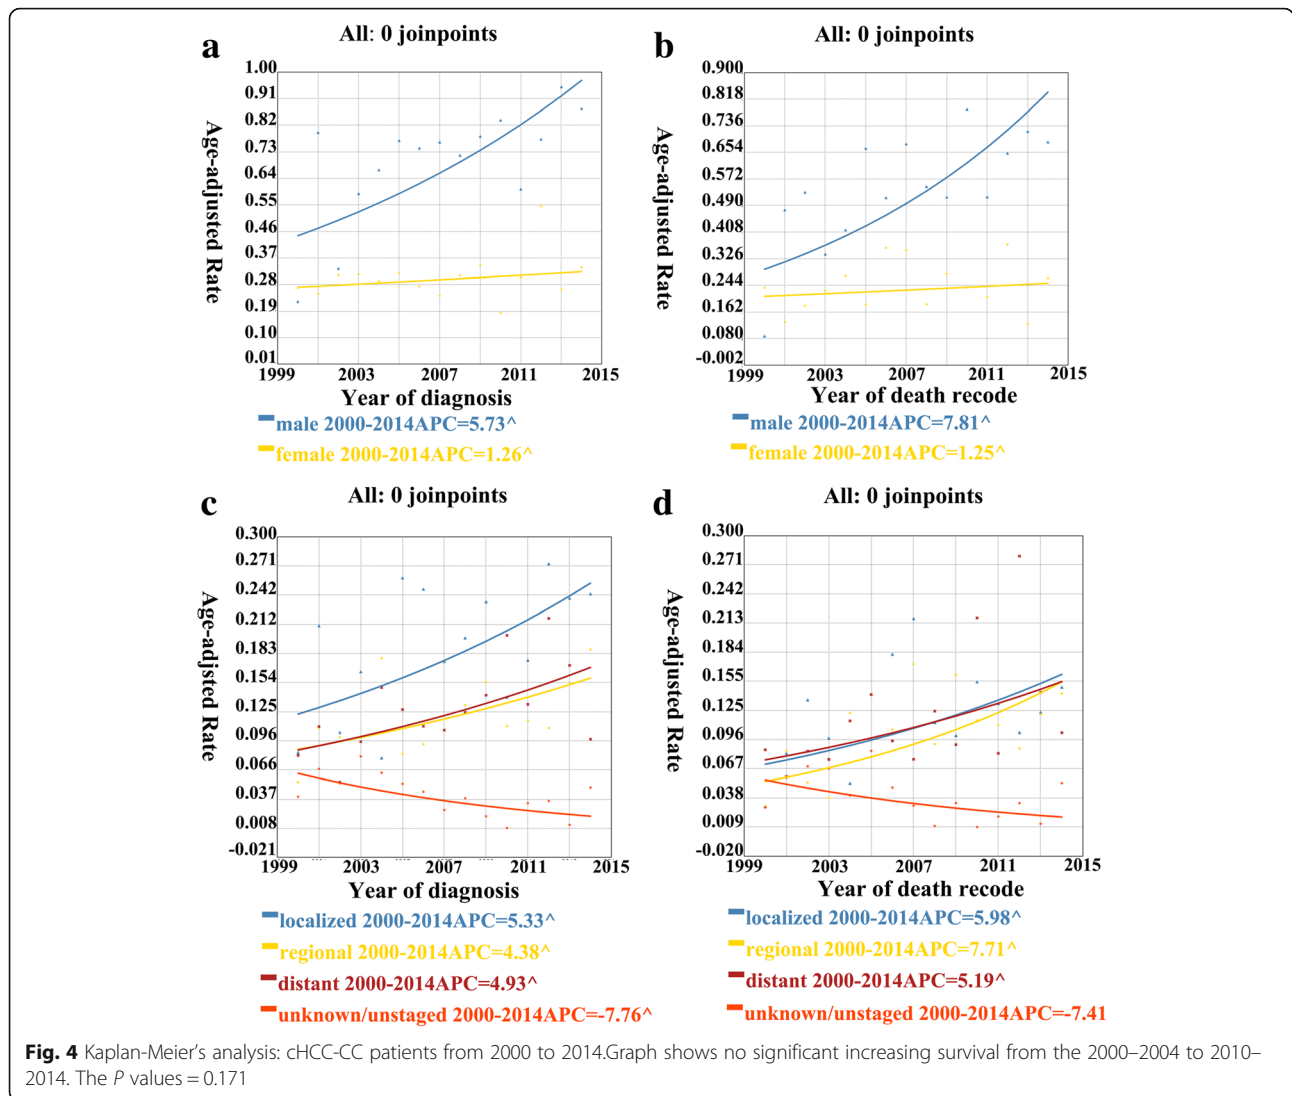 a
All: 0 joinpoints
Age-adjusted Rate
1.00
0.91
0.82
0.73
0.64
0.55
0.46
0.37
0.28
0.19
0.10
0.01
1999 2003 2007 2011 2015
Year of diagnosis
male 2000-2014APC=5.73^
female 2000-2014APC=1.26^
b
All: 0 joinpoints
Age-adjusted Rate
0.900
0.818
0.736
0.654
0.572
0.490
0.408
0.326
0.244
0.162
0.080
-0.002
1999 2003 2007 2011 2015
Year of death recode
male 2000-2014APC=7.81^
female 2000-2014APC=1.25^
c
All: 0 joinpoints
Age-adjsted Rate
0.300
0.271
0.242
0.212
0.183
0.154
0.125
0.096
0.066
0.037
0.008
-0.021
1999 2003 2007 2011 2015
Year of diagnosis
localized 2000-2014APC=5.33^
regional 2000-2014APC=4.38^
distant 2000-2014APC=4.93^
unknown/unstaged 2000-2014APC=-7.76^
d
All: 0 joinpoints
Age-adjusted Rate
0.300
0.271
0.242
0.213
0.184
0.155
0.125
0.096
0.067
0.038
0.009
-0.020
1999 2003 2007 2011 2015
Year of death recode
localized 2000-2014APC=5.98^
regional 2000-2014APC=7.71^
distant 2000-2014APC=5.19^
unknown/unstaged 2000-2014APC=-7.41
Fig. 4 Kaplan-Meier's analysis: cHCC-CC patients from 2000 to 2014.Graph shows no significant increasing survival from the 2000–2004 to 2010–
2014. The P values = 0.171